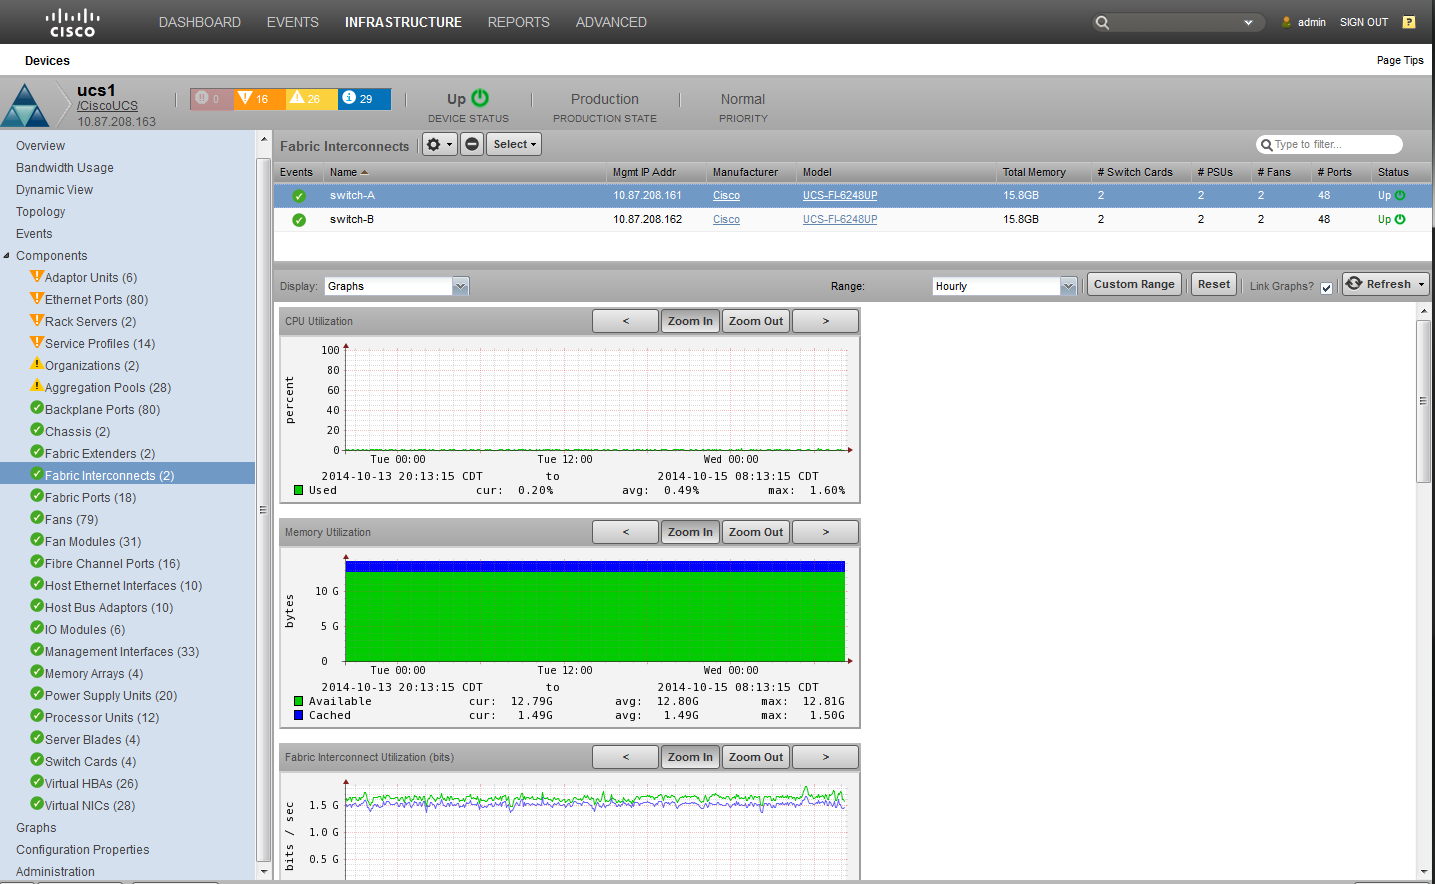 CISCO DASHBOARD EVENTS INFRASTRUCTURE REPORTS ADVANCED admin SIGN OUT ?
Devices Page Tips
ucs1
/CiscoUCS
10.87.208.163
0 16 26 29
Up Production Normal
DEVICE STATUS PRODUCTION STATE PRIORITY
Overview
Bandwidth Usage
Dynamic View
Topology
Events
Components
Adaptor Units (6)
Ethernet Ports (80)
Rack Servers (2)
Service Profiles (14)
Organizations (2)
Aggregation Pools (28)
Backplane Ports (80)
Chassis (2)
Fabric Extenders (2)
Fabric Interconnects (2)
Fabric Ports (18)
Fans (79)
Fan Modules (31)
Fibre Channel Ports (16)
Host Ethernet Interfaces (10)
Host Bus Adaptors (10)
IO Modules (6)
Management Interfaces (33)
Memory Arrays (4)
Power Supply Units (20)
Processor Units (12)
Server Blades (4)
Switch Cards (4)
Virtual HBAs (26)
Virtual NICs (28)
Graphs
Configuration Properties
Administration
Fabric Interconnects Select Type to filter...
Events Name Mgmt IP Addr Manufacturer Model Total Memory # Switch Cards # PSUs # Fans # Ports Status
switch-A 10.87.208.161 Cisco UCS-FI-6248UP 15.8GB 2 2 2 48 Up
switch-B 10.87.208.162 Cisco UCS-FI-6248UP 15.8GB 2 2 2 48 Up
Display: Graphs Range: Hourly Custom Range Reset Link Graphs? Refresh
CPU Utilization < Zoom In Zoom Out >
percent
100
80
60
40
20
0
Tue 00:00 Tue 12:00 Wed 00:00
2014-10-13 20:13:15 CDT to 2014-10-15 08:13:15 CDT
Used cur: 0.20% avg: 0.49% max: 1.60%
Memory Utilization < Zoom In Zoom Out >
bytes
10 G
5 G
0
Tue 00:00 Tue 12:00 Wed 00:00
2014-10-13 20:13:15 CDT to 2014-10-15 08:13:15 CDT
Available cur: 12.79G avg: 12.80G max: 12.81G
Cached cur: 1.49G avg: 1.49G max: 1.50G
Fabric Interconnect Utilization (bits) < Zoom In Zoom Out >
bits / sec
1.5 G
1.0 G
0.5 G